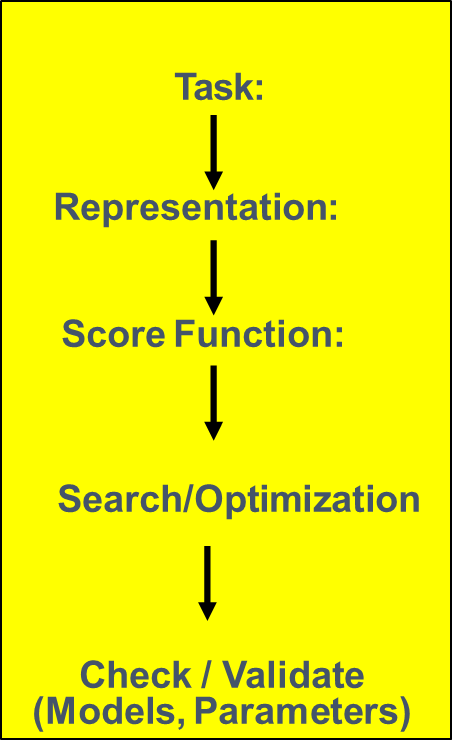 Task:
Representation:
Score Function:
Search/Optimization
Check / Validate
(Models, Parameters)